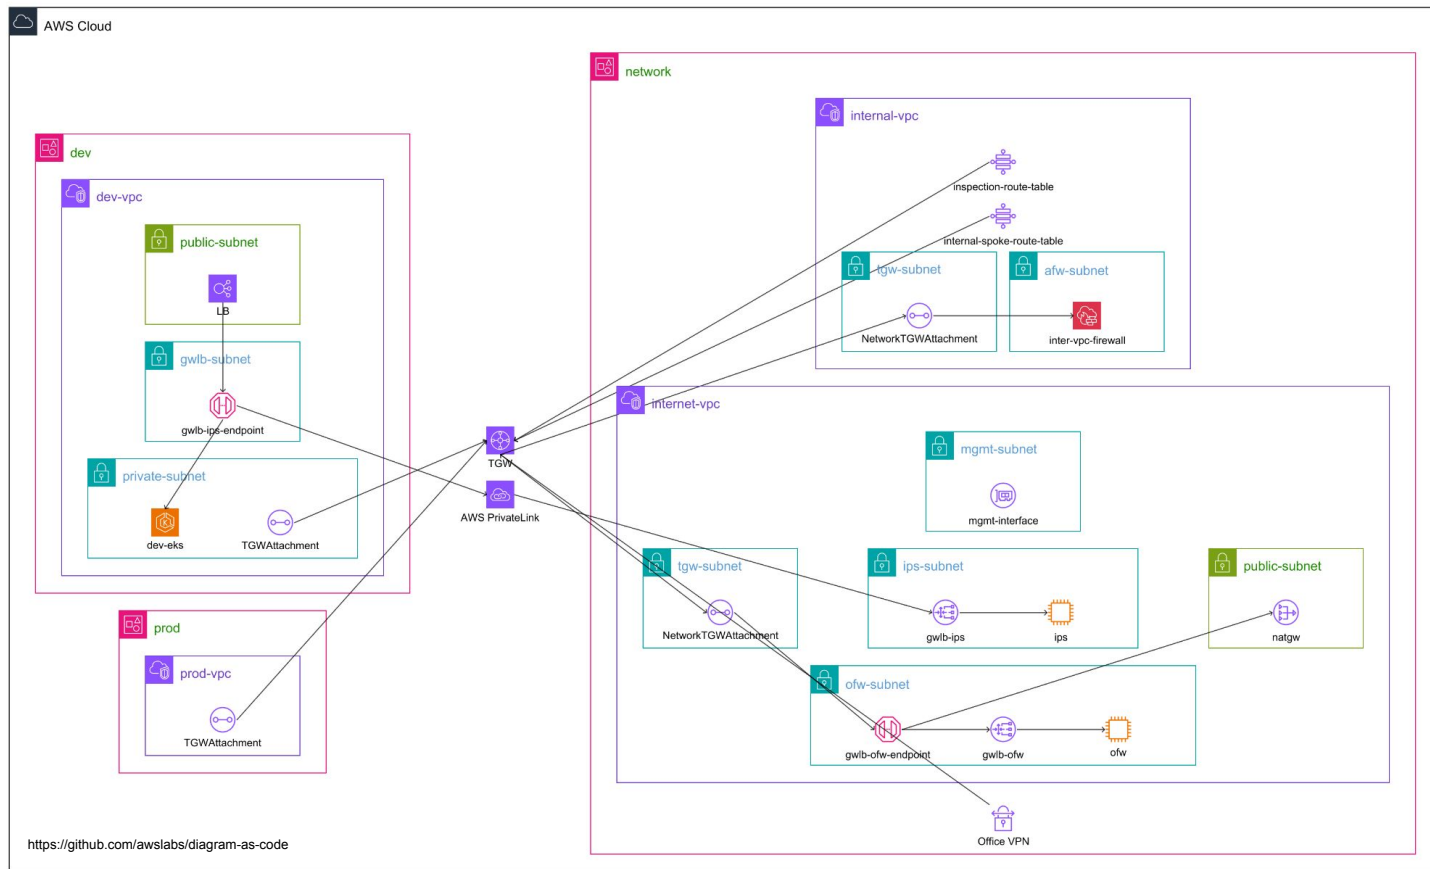 AWS Cloud
network
internal-vpc
inspection-route-table
internal-spoke-route-table
tgw-subnet
afw-subnet
NetworkTGWAttachment
inter-vpc-firewall
dev
dev-vpc
public-subnet
LB
gwlb-subnet
gwlb-ips-endpoint
private-subnet
dev-eks
TGWAttachment
TGW
AWS PrivateLink
internet-vpc
mgmt-subnet
mgmt-interface
tgw-subnet
NetworkTGWAttachment
ips-subnet
gwlb-ips
ips
public-subnet
natgw
ofw-subnet
gwlb-ofw-endpoint
gwlb-ofw
ofw
prod
prod-vpc
TGWAttachment
Office VPN
https://github.com/awslabs/diagram-as-code